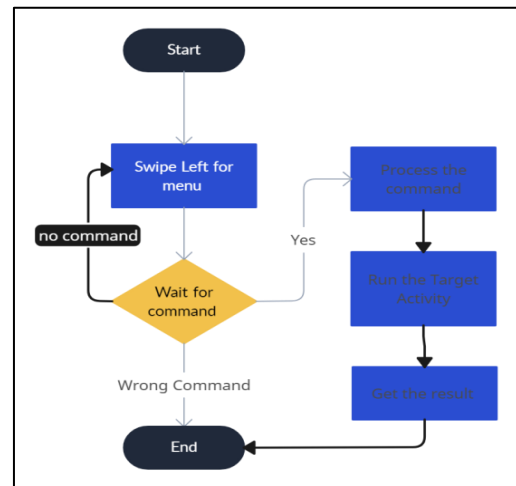 Start
Swipe Left for
menu
no command
Wait for
command
Yes
Process the
command
Run the Target
Activity
Get the result
Wrong Command
End